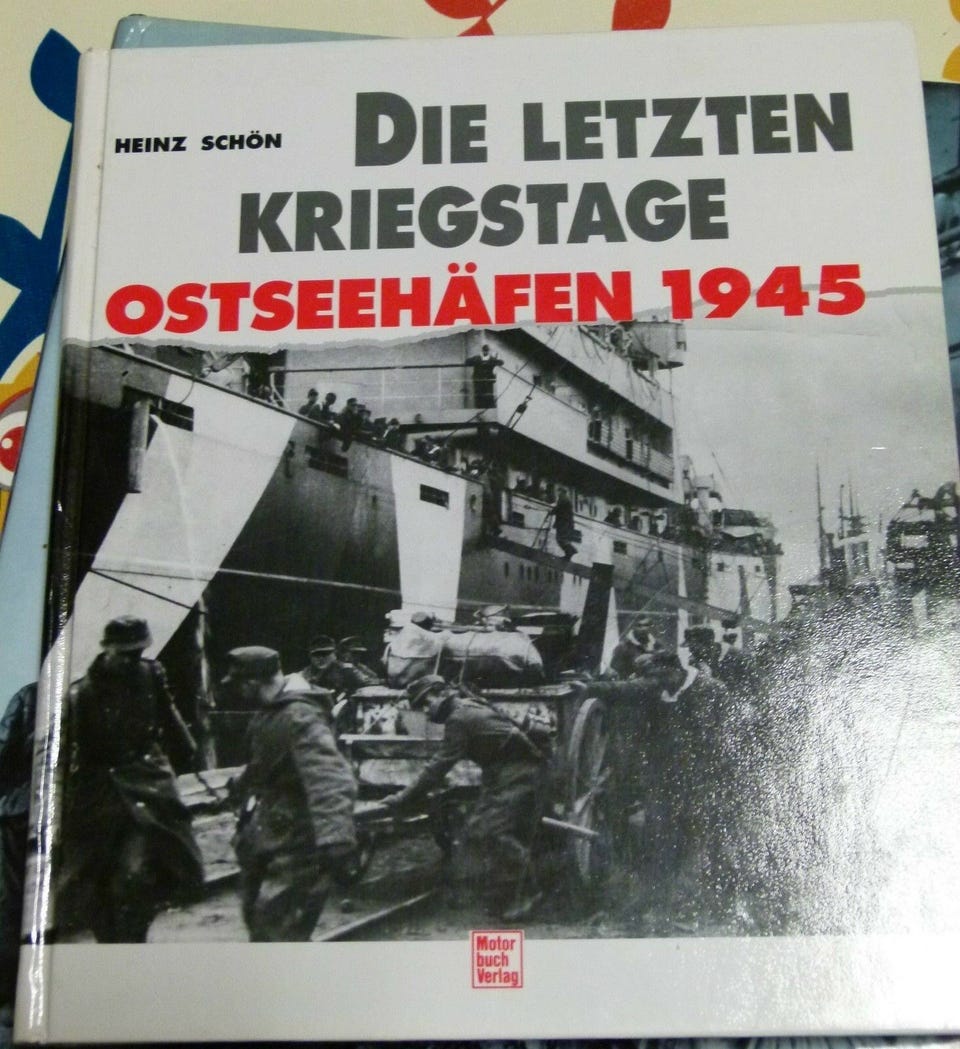 HEINZ SCHÖN
DIE LETZTEN
KRIEGSTAGE
OSTSEEHÄFEN 1945
Motor
buch
Verlag